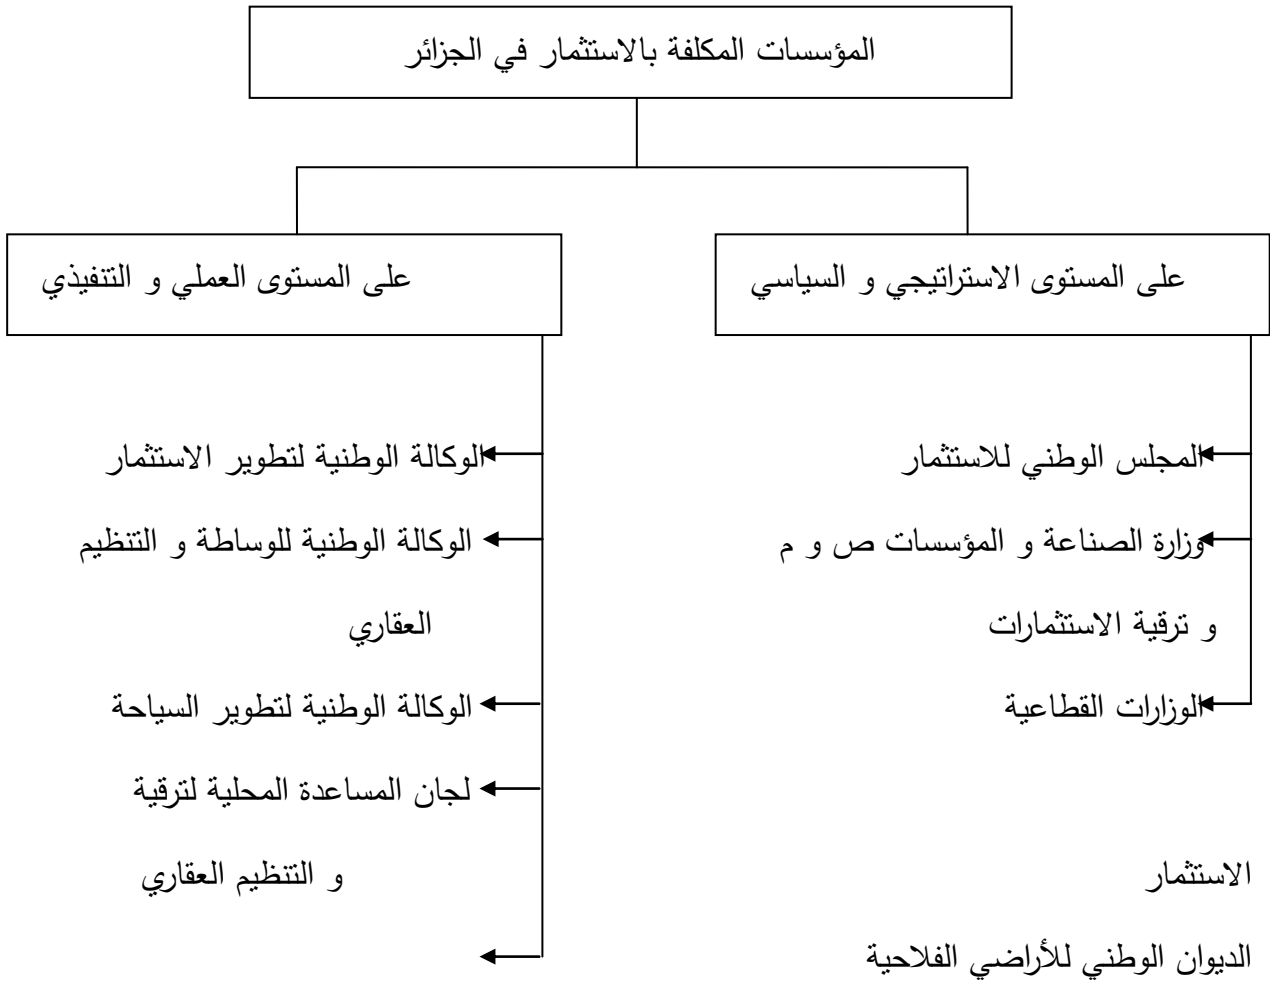 المؤسسات المكلفة بالاستثمار في الجزائر
على المستوى الاستراتيجي و السياسي
على المستوى العملي و التنفيذي
المجلس الوطني للاستثمار
وزارة الصناعة و المؤسسات ص و م
و ترقية الاستثمارات
الوزارات القطاعية
الوكالة الوطنية لتطوير الاستثمار
الوكالة الوطنية للوساطة و التنظيم
العقاري
الوكالة الوطنية لتطوير السياحة
لجان المساعدة المحلية لترقية
الاستثمار
و التنظيم العقاري
الديوان الوطني للأراضي الفلاحية